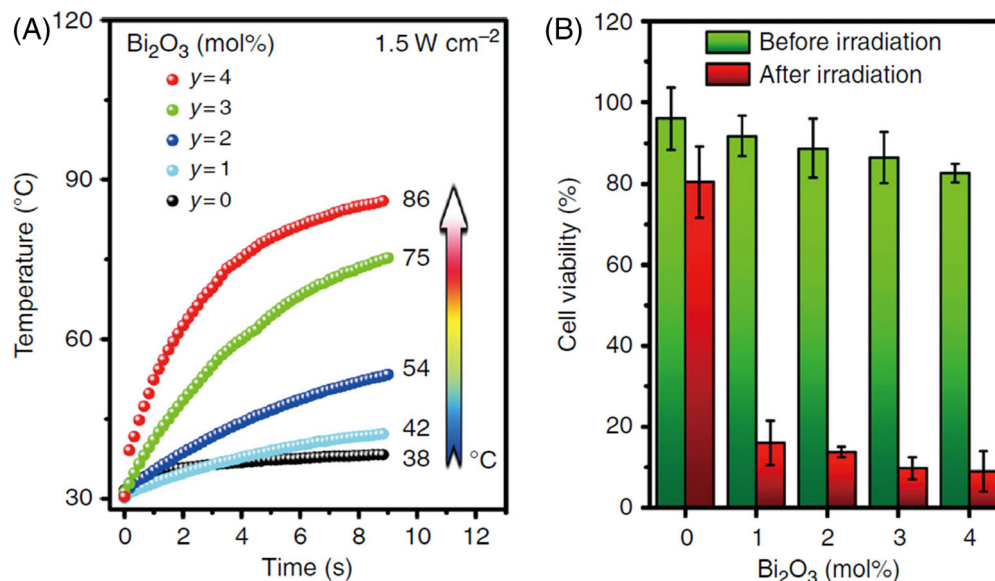 (A)
120
90
60
30
Temperature (°C)
Bi₂O₃ (mol%)
1.5 W cm⁻²
y=4
y=3
y=2
y=1
y=0
86
75
54
42
38
°C
0 2 4 6 8 10 12
Time (s)
(B)
Before irradiation
After irradiation
120
100
80
60
40
20
0
Cell viability (%)
0 1 2 3 4
Bi₂O₃ (mol%)